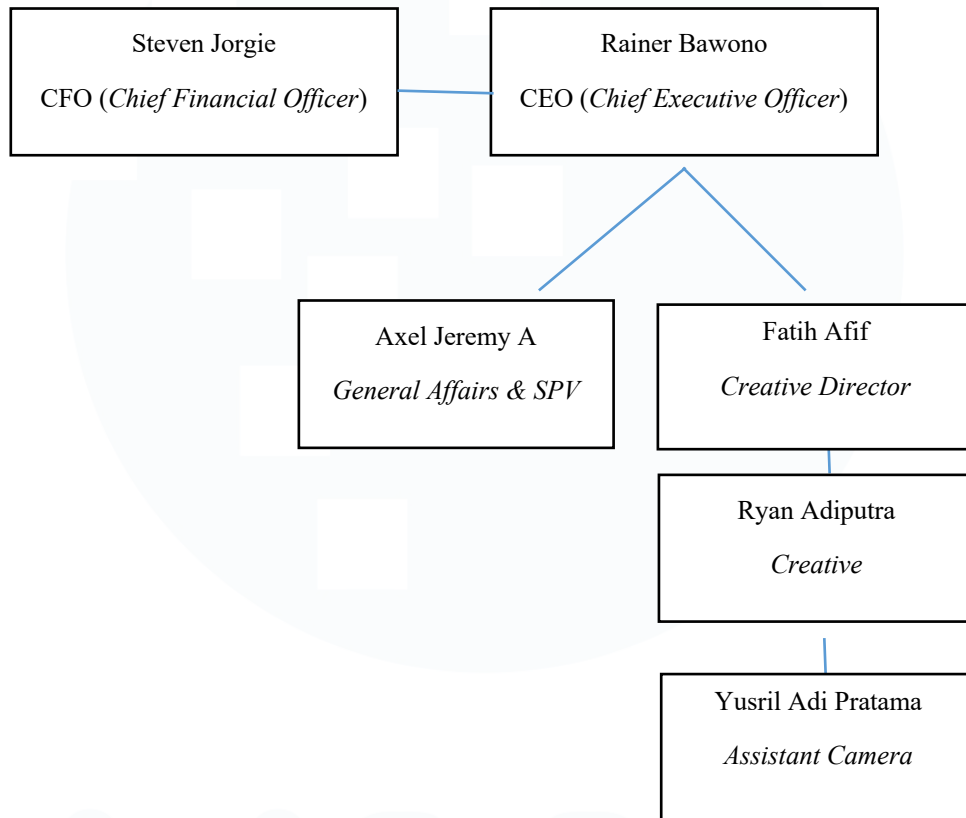 Steven Jorgie
CFO (Chief Financial Officer)
Rainer Bawono
CEO (Chief Executive Officer)
Axel Jeremy A
General Affairs & SPV
Fatih Afif
Creative Director
Ryan Adiputra
Creative
Yusril Adi Pratama
Assistant Camera